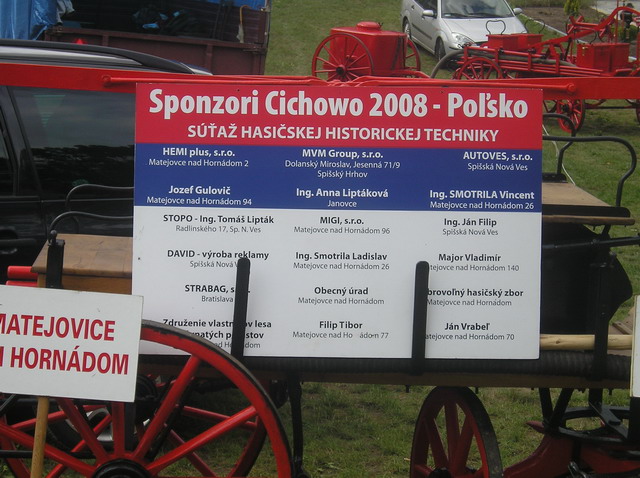 Sponzori Cichowo 2008 - Poľsko
SÚŤAŽ HASIČSKEJ HISTORICKEJ TECHNIKY
HEMI plus, s.r.o.
Matejovce nad Hornádom 2
MVM Group, s.r.o.
Dolanský Miroslav, Jesenná 71/9
Spišský Hrhov
AUTOVES, s.r.o.
Spišská Nová Ves
Jozef Gulovič
Matejovce nad Hornádom 94
Ing. Anna Liptáková
Janovce
Ing. SMOTRILA Vincent
Matejovce nad Hornádom 26
STOPO - Ing. Tomáš Lipták
Radlinského 17, Sp. N. Ves
MIGI, s.r.o.
Matejovce nad Hornádom 96
Ing. Ján Filip
Spišská Nová Ves
DAVID - výroba reklamy
Spišská Nová Ves
Ing. Smotrila Ladislav
Matejovce nad Hornádom 26
Major Vladimír
Matejovce nad Hornádom 140
STRABAG,
Bratislava
Obecný úrad
Matejovce nad Hornádom
brovoľný hasičský zbor
Matejovce nad Hornádom
Združenie vlastníkov lesa
Filip Tibor
Matejovce nad Ho ádom 77
Ján Vrabeľ
Matejovce nad Hornádom 70
MATEJOVICE
HORNÁDOM